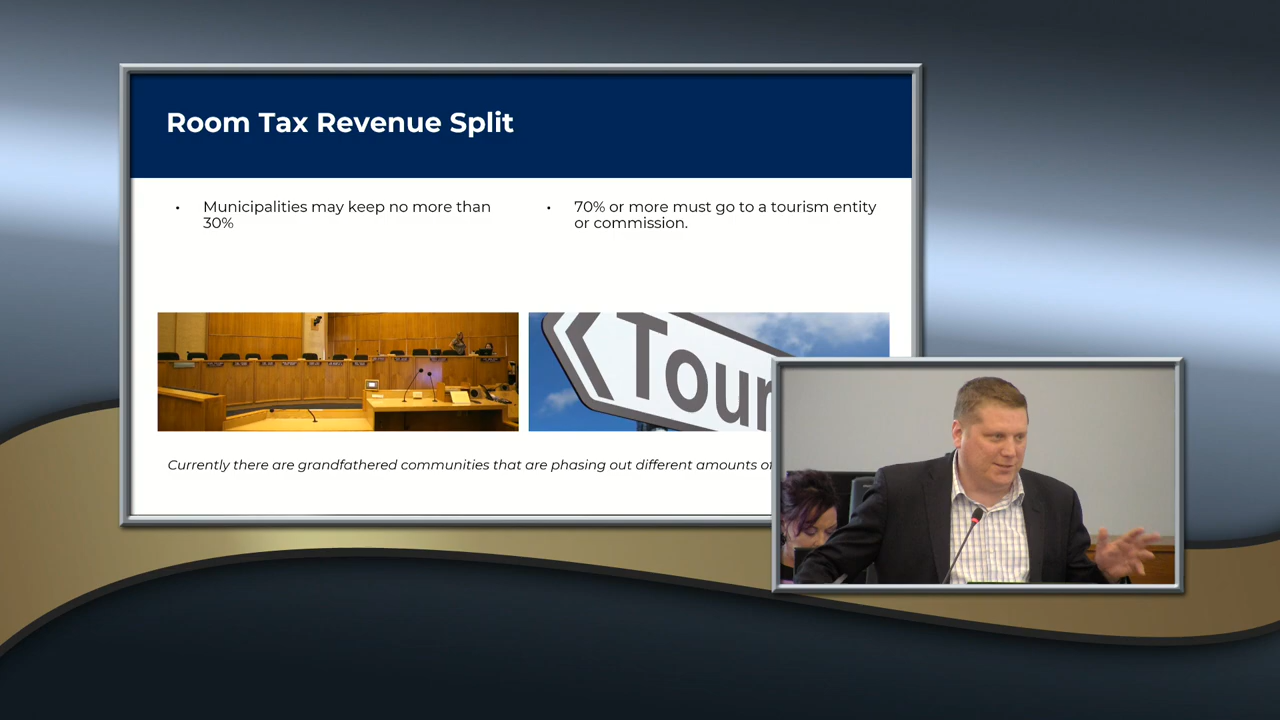 Room Tax Revenue Split
• Municipalities may keep no more than
30%
• 70% or more must go to a tourism entity
or commission.
Tour
Currently there are grandfathered communities that are phasing out different amounts of